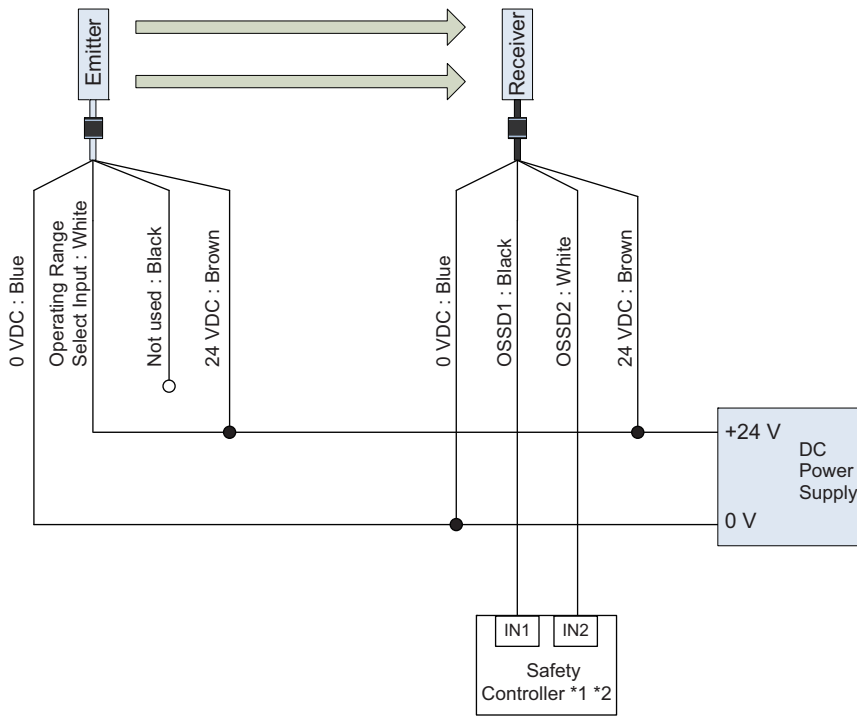 Emitter
Receiver
0 VDC : Blue
Operating Range
Select Input : White
Not used : Black
24 VDC : Brown
0 VDC : Blue
OSSD1 : Black
OSSD2 : White
24 VDC : Brown
+24 V
DC
Power
Supply
0 V
IN1
IN2
Safety
Controller *1 *2